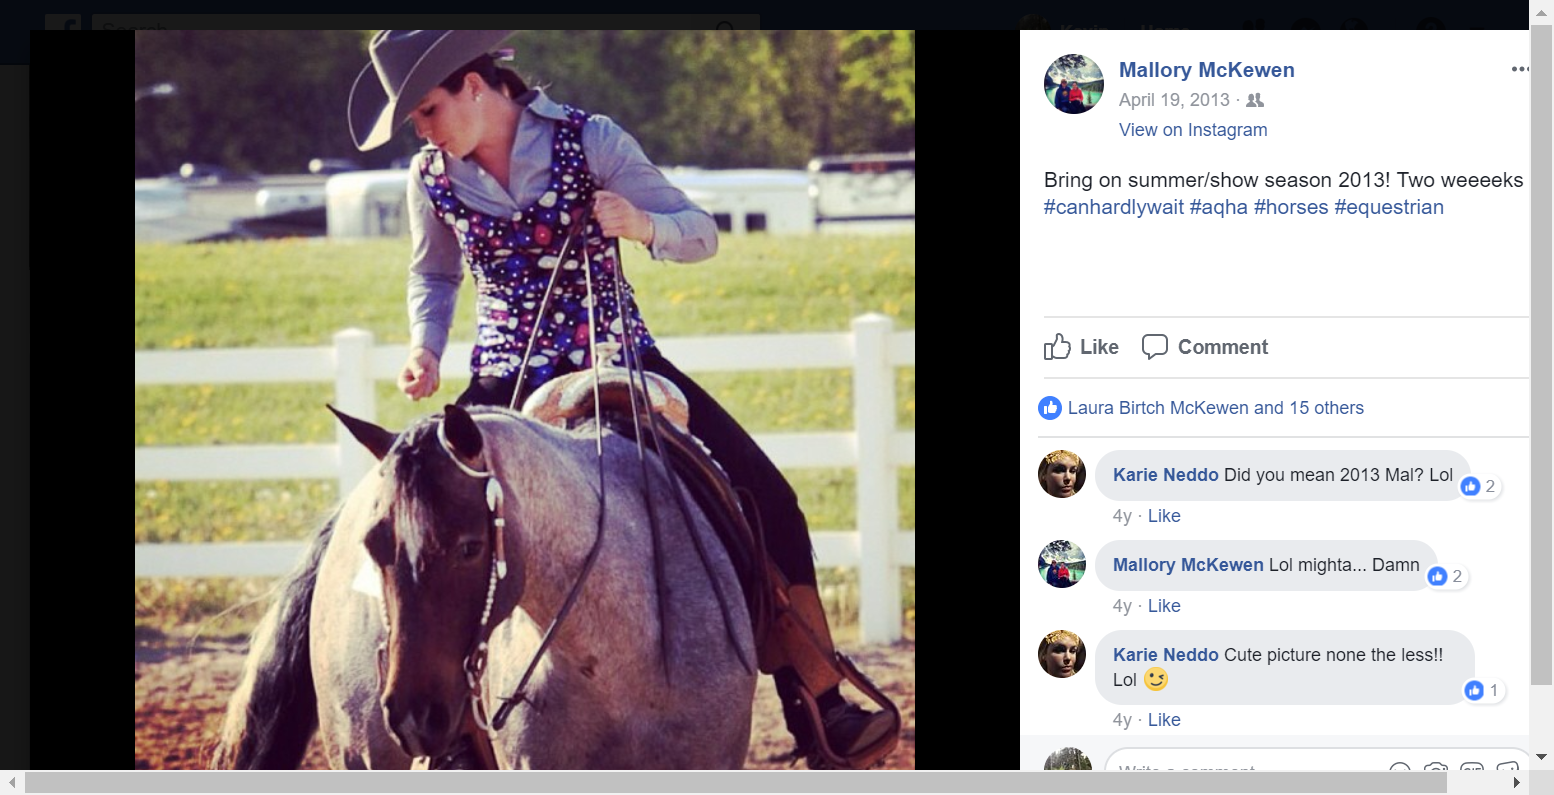 Mallory McKewen
April 19, 2013 ·
View on Instagram
Bring on summer/show season 2013! Two weeeeks
#canhardlywait #aqha #horses #equestrian
Like Comment
Laura Birtch McKewen and 15 others
Karie Neddo Did you mean 2013 Mal? Lol
2
4y · Like
Mallory McKewen Lol mighta... Damn
2
4y · Like
Karie Neddo Cute picture none the less!!
Lol 😉
1
4y · Like